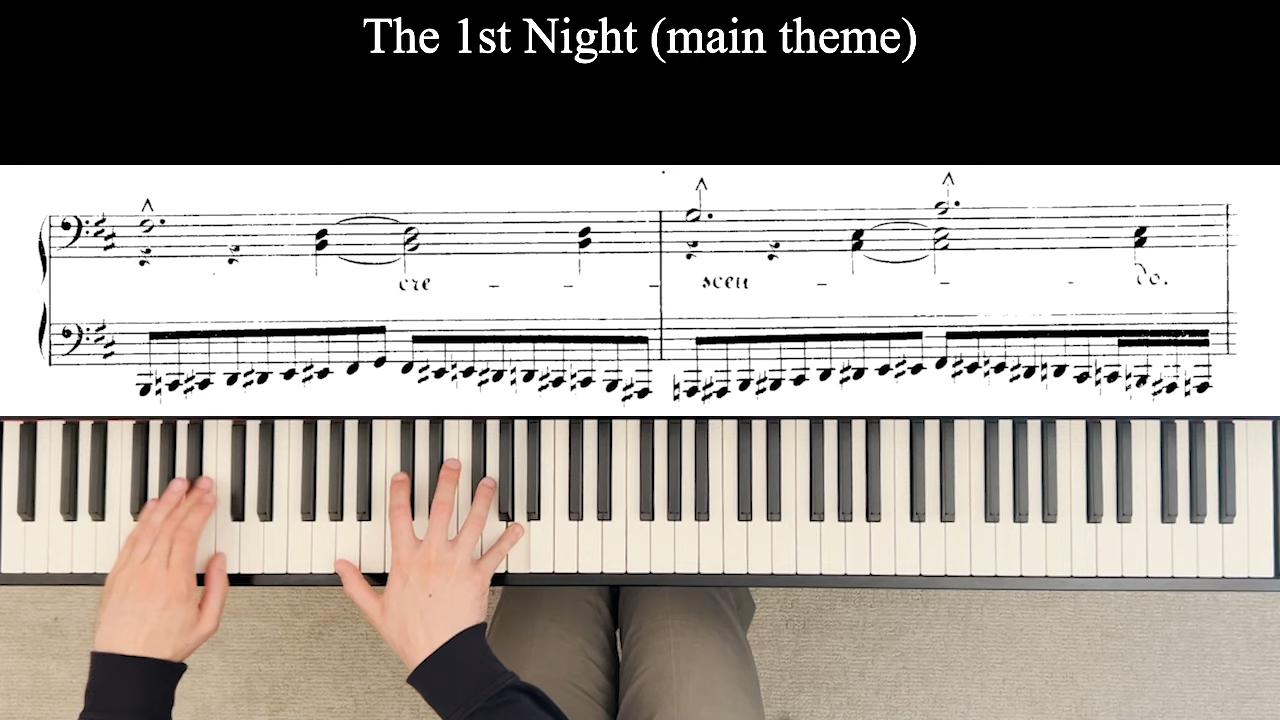 The 1st Night (main theme)
cre - - - scen - - - do.